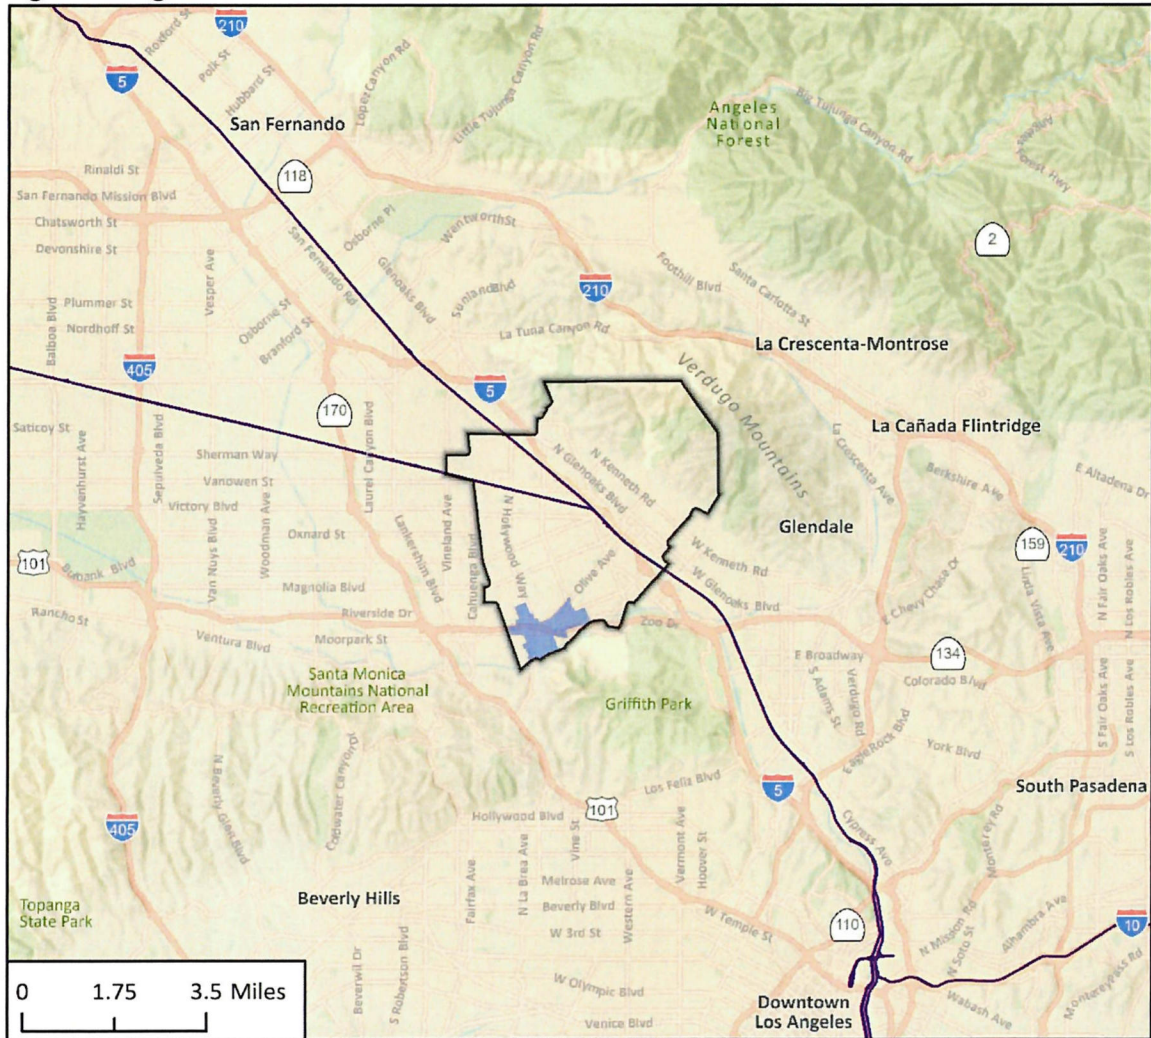 Roxford St
210
Polk St
Hubbard St
Lopez Canyon Rd
Little Tujunga Canyon Rd
5
San Fernando
Angeles
National
Forest
Big Tujunga Canyon Rd
Forest Hwy
Rinaldi St
118
San Fernando Mission Blvd
Chatsworth St
Devonshire St
Osborne Pl
Wentworth St
2
San Fernando Rd
Glenoaks Blvd
Sunland Blvd
Foothill Blvd
Santa Carlotta St
Vesper Ave
210
Balboa Blvd
Plummer St
Nordhoff St
Osborne St
Branford St
La Tuna Canyon Rd
La Crescenta-Montrose
405
5
Verdugo Mountains
170
Saticoy St
Sepulveda Blvd
Laurel Canyon Blvd
La Crescenta Ave
La Cañada Flintridge
Hayvenhurst Ave
Sherman Way
Vanowen St
Victory Blvd
N Kenneth Rd
N Glenoaks Blvd
Berkshire Ave
E Altadena Dr
Van Nuys Blvd
Woodman Ave
Oxnard St
Lankershim Blvd
Vineland Ave
N Hollywood Way
Glendale
159
210
101
Burbank Blvd
Magnolia Blvd
Cahuenga Blvd
Olive Ave
W Kenneth Rd
W Glenoaks Blvd
E Chevy Chase Dr
Linda Vista Ave
N Fair Oaks Ave
N Los Robles Ave
Rancho St
Riverside Dr
Ventura Blvd
Moorpark St
Zoo Dr
E Broadway
134
Colorado Blvd
Santa Monica
Mountains National
Recreation Area
Griffith Park
S Adams St
Verdugo Rd
Eagle Rock Blvd
York Blvd
S Fair Oaks Ave
S Los Robles Ave
N Beverly Glen Blvd
Coldwater Canyon Dr
Los Feliz Blvd
5
South Pasadena
405
Hollywood Blvd
101
Cypress Ave
Monterey Rd
Vine St
Vermont Ave
Hoover St
Fairfax Ave
N La Brea Ave
Melrose Ave
Beverly Blvd
W 3rd St
Western Ave
Beverly Hills
Topanga
State Park
W Temple St
110
N Mission Rd
N Soto St
Alhambra Ave
10
Beverwil Dr
S Robertson Blvd
W Olympic Blvd
Venice Blvd
Downtown
Los Angeles
Wabash Ave
Monterey Pass Rd
0 1.75 3.5 Miles